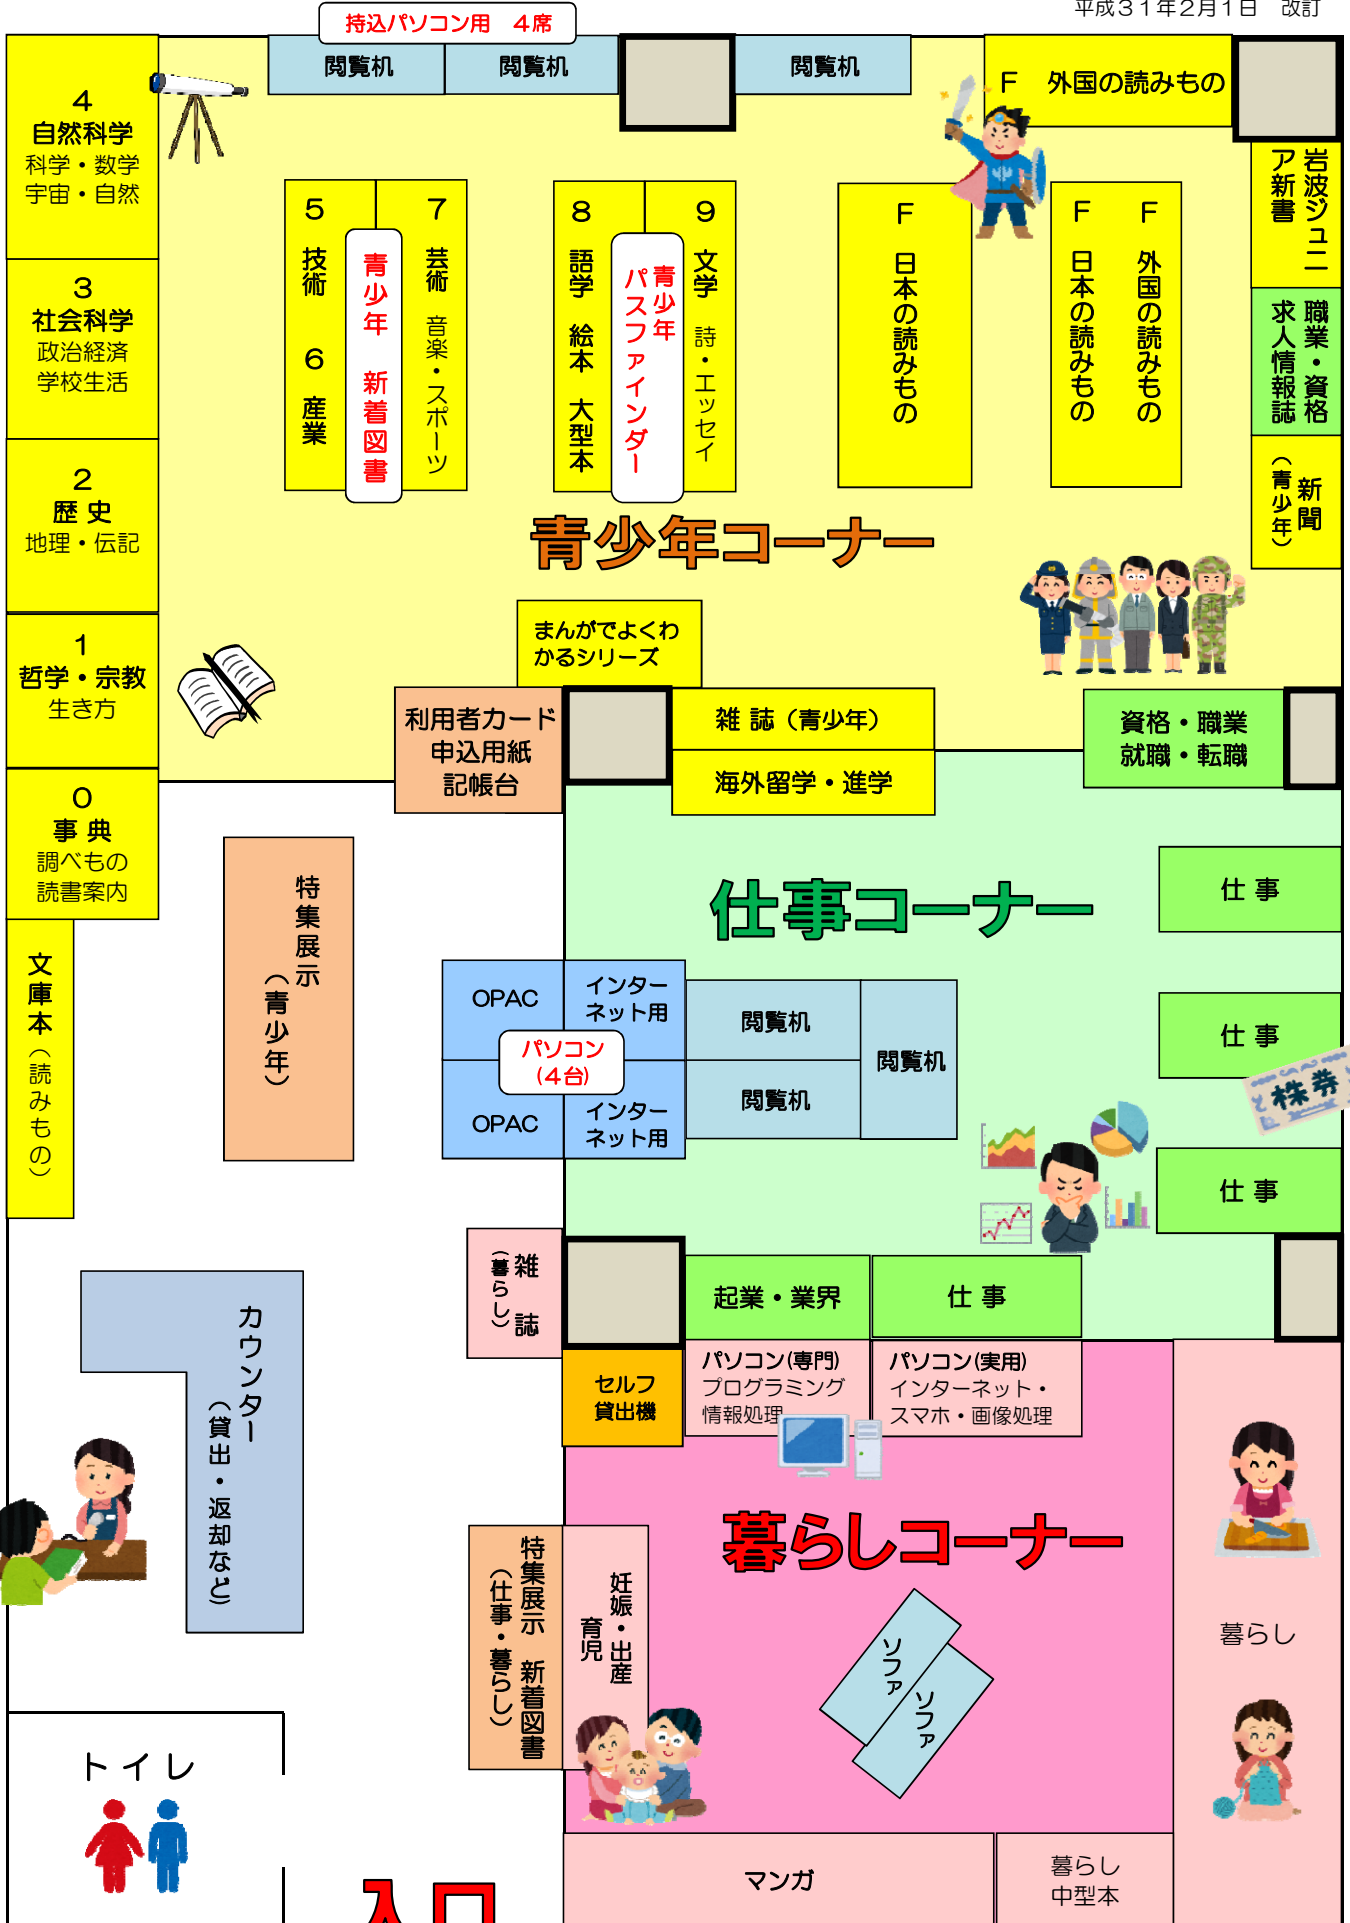 平成３１年２月１日　改訂
持込パソコン用　４席
閲覧机
閲覧机
閲覧机
F　外国の読みもの
4
自然科学
科学・数学
宇宙・自然
3
社会科学
政治経済
学校生活
2
歴 史
地理・伝記
1
哲学・宗教
生き方
0
事 典
調べもの
読書案内
文庫本（読みもの）
5　技術　6　産業
青少年　新着図書
7　芸術　音楽・スポーツ
8　語学　絵本　大型本
青少年
パスファインダー
9　文学　詩・エッセイ
F　日本の読みもの
F　日本の読みもの
F　外国の読みもの
岩波ジュニ
ア新書
職業・資格
求人情報誌
新聞
（青少年）
青少年コーナー
まんがでよくわ
かるシリーズ
利用者カード
申込用紙
記帳台
雑 誌（青少年）
海外留学・進学
資格・職業
就職・転職
特集展示
（青少年）
仕事コーナー
仕 事
仕 事
株券
仕 事
OPAC
インター
ネット用
パソコン
(４台)
OPAC
インター
ネット用
閲覧机
閲覧机
閲覧机
雑　誌
（暮らし）
起業・業界
仕 事
カウンター
（貸出・返却など）
セルフ
貸出機
パソコン(専門)
プログラミング
情報処理
パソコン(実用)
インターネット・
スマホ・画像処理
暮らしコーナー
特集展示　新着図書
（仕事・暮らし）
妊娠・出産
育児
ソファ
ソファ
暮らし
トイレ
マンガ
暮らし
中型本
入口